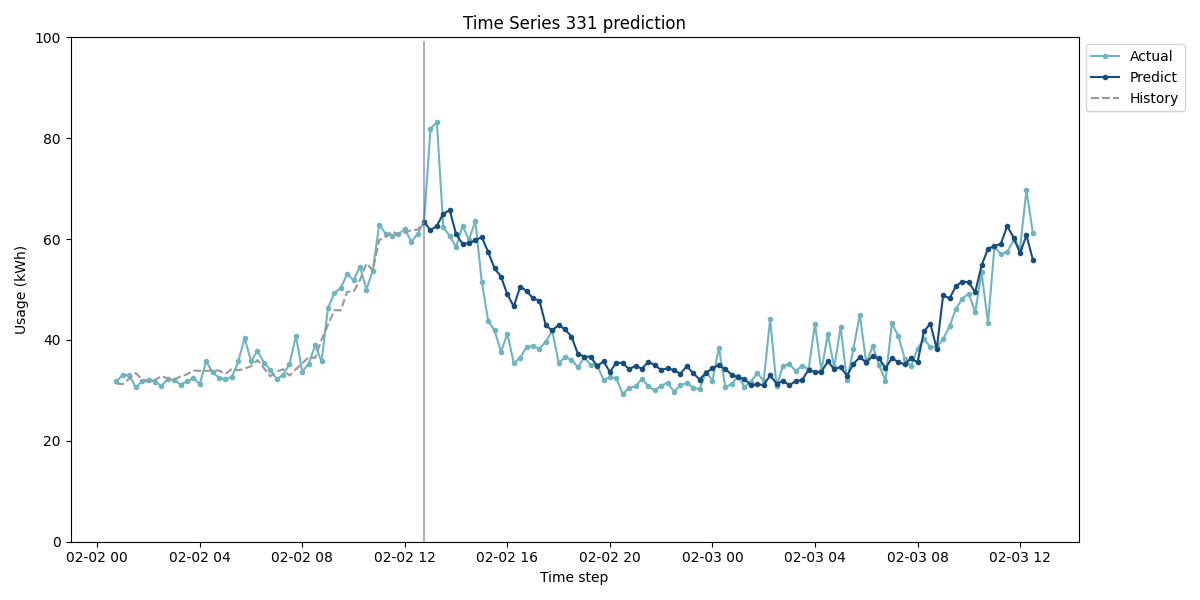 Time Series 331 prediction
Usage (kWh)
100
80
60
40
20
0
02-02 00
02-02 04
02-02 08
02-02 12
02-02 16
02-02 20
02-03 00
02-03 04
02-03 08
02-03 12
Time step
Actual
Predict
History